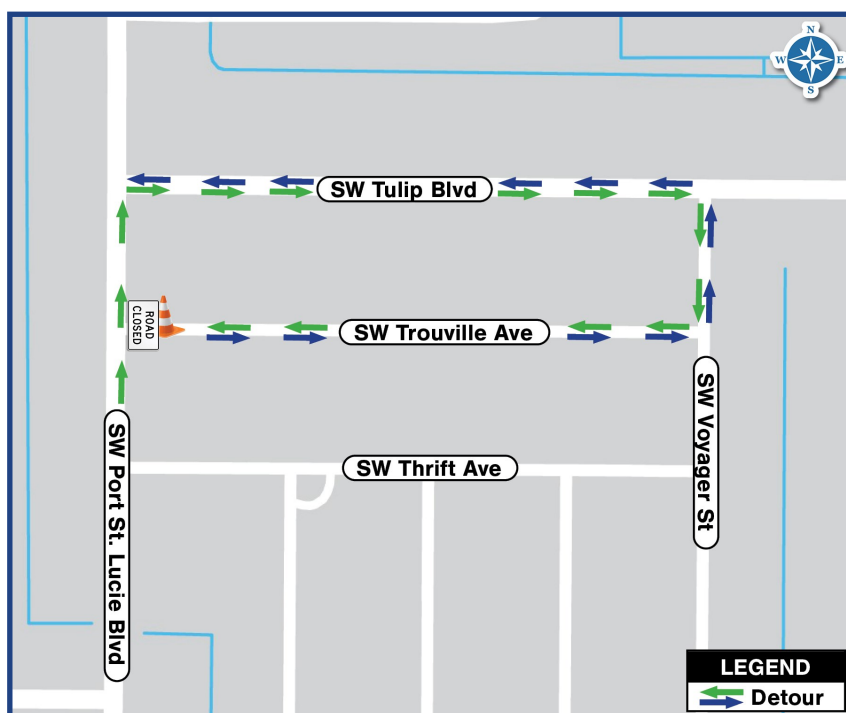 N
W E
S
SW Tulip Blvd
ROAD
CLOSED
SW Trouville Ave
SW Thrift Ave
SW Port St. Lucie Blvd
SW Voyager St
LEGEND
Detour